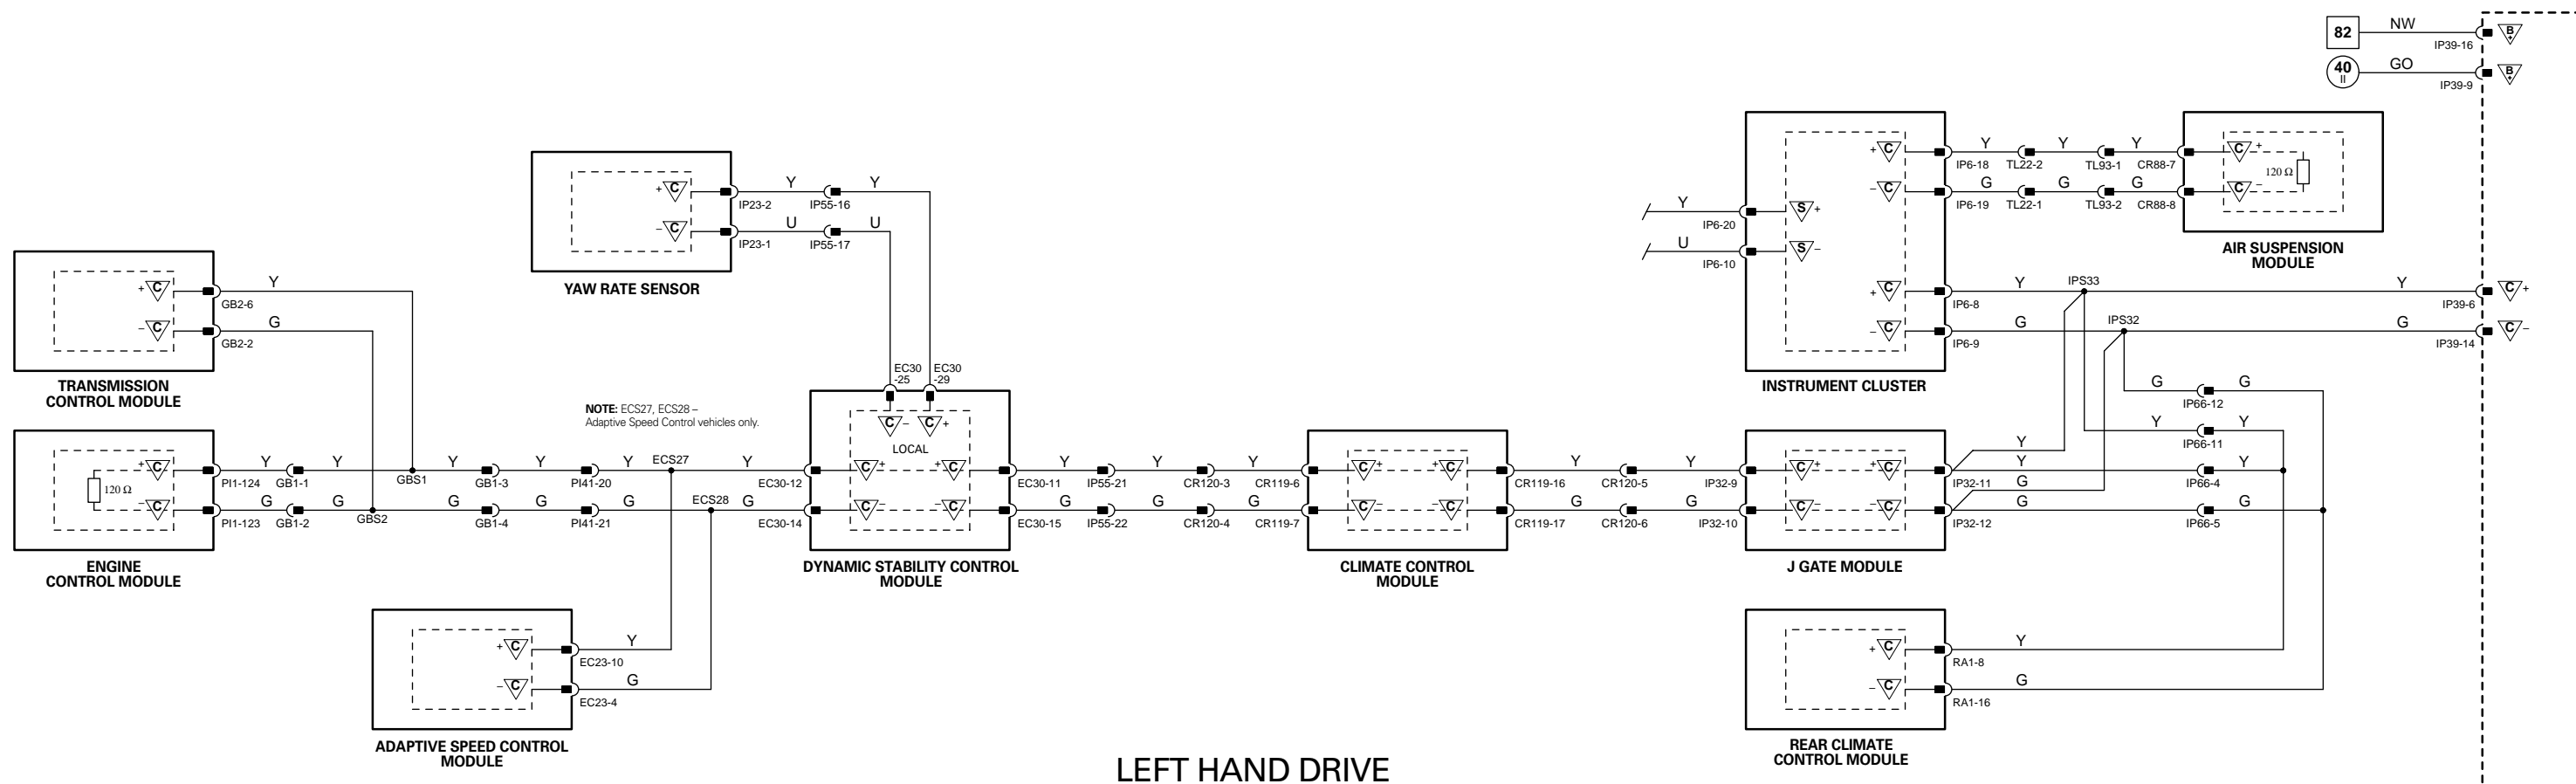 82
NW
IP39-16
B
+
40
II
GO
IP39-9
B
+
+ C
IP6-18
Y
TL22-2
Y
TL93-1
Y
CR88-7
C +
– C
IP6-19
G
TL22-1
G
TL93-2
G
CR88-8
C –
120 Ω
AIR SUSPENSION
MODULE
Y
IP6-20
S +
U
IP6-10
S –
+ C
IP6-8
Y
IPS33
Y
IP39-6
C +
– C
IP6-9
G
IPS32
G
IP39-14
C –
INSTRUMENT CLUSTER
+ C
IP23-2
Y
IP55-16
Y
– C
IP23-1
U
IP55-17
U
YAW RATE SENSOR
+ C
GB2-6
Y
– C
GB2-2
G
TRANSMISSION
CONTROL MODULE
EC30
-25
EC30
-29
NOTE: ECS27, ECS28 –
Adaptive Speed Control vehicles only.
C –
C +
LOCAL
G
IP66-12
G
Y
IP66-11
Y
120 Ω
+ C
PI1-124
Y
GB1-1
Y
GBS1
Y
GB1-3
Y
PI41-20
Y
ECS27
Y
EC30-12
C +
+ C
EC30-11
Y
IP55-21
Y
CR120-3
Y
CR119-6
C +
+ C
CR119-16
Y
CR120-5
Y
IP32-9
C +
+ C
IP32-11
Y
Y
IP66-4
Y
– C
PI1-123
G
GB1-2
G
GBS2
G
GB1-4
G
PI41-21
G
ECS28
G
EC30-14
C –
– C
EC30-15
G
IP55-22
G
CR120-4
G
CR119-7
C –
– C
CR119-17
G
CR120-6
G
IP32-10
C –
– C
IP32-12
G
G
IP66-5
G
ENGINE
CONTROL MODULE
DYNAMIC STABILITY CONTROL
MODULE
CLIMATE CONTROL
MODULE
J GATE MODULE
+ C
EC23-10
Y
– C
EC23-4
G
ADAPTIVE SPEED CONTROL
MODULE
+ C
RA1-8
Y
– C
RA1-16
G
REAR CLIMATE
CONTROL MODULE
LEFT HAND DRIVE